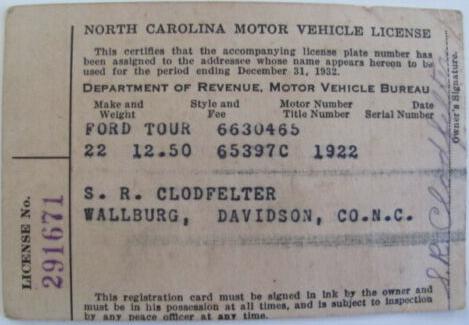 NORTH CAROLINA MOTOR VEHICLE LICENSE
This certifies that the accompanying license plate number has
been assigned to the addressee whose name appears hereon to be
used for the period ending December 31, 1932.
DEPARTMENT OF REVENUE, MOTOR VEHICLE BUREAU
Make and Style and Motor Number Date
Weight Fee Title Number Serial Number
FORD TOUR 6630465
22 12.50 65397C 1922
S. R. CLODFELTER
WALLBURG, DAVIDSON, CO.N.C.
This registration card must be signed in ink by the owner and
must be in his possession at all times, and is subject to inspection
by any peace officer at any time.
LICENSE No.
291671
S. R. Clodfelter
Owner's Signature.